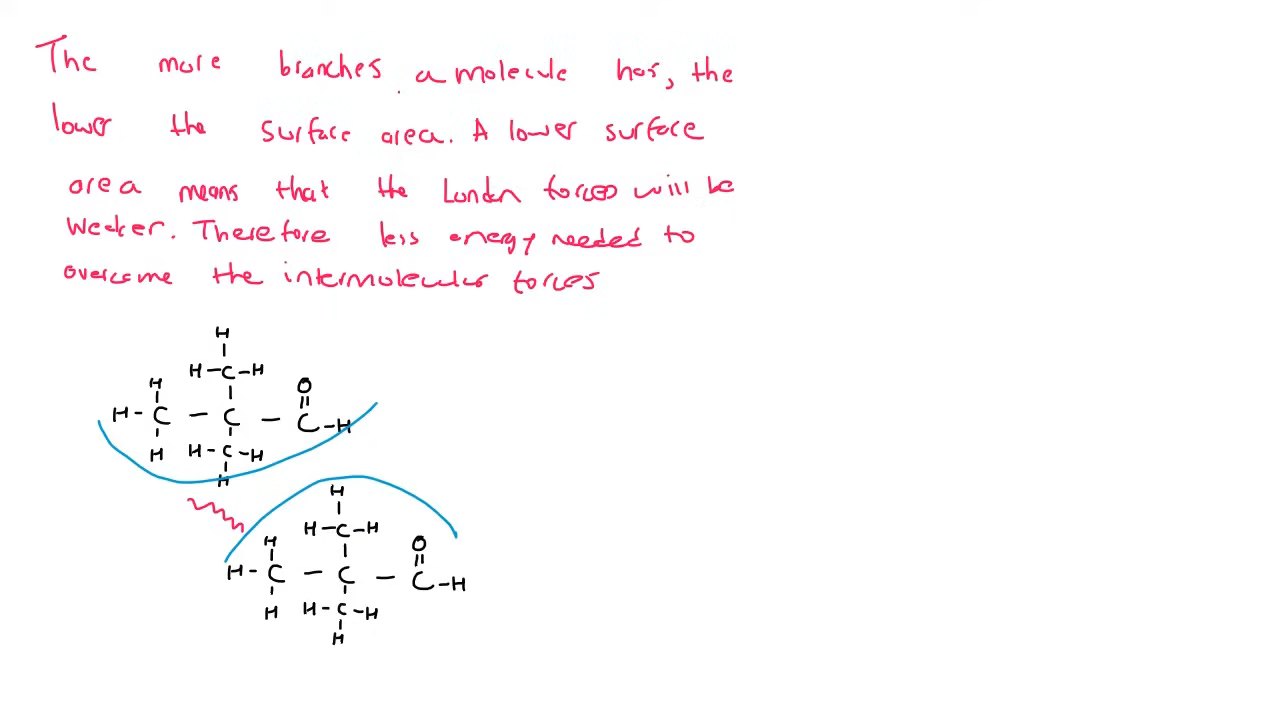 The more branches a molecule has, the
lower the surface area. A lower surface
area means that the London forces will be
weaker. Therefore less energy needed to
overcome the intermolecular forces
H
H-C-H
H O
H-C-C-C-H
H H-C-H
H
H
H-C-H
H O
H-C-C-C-H
H H-C-H
H